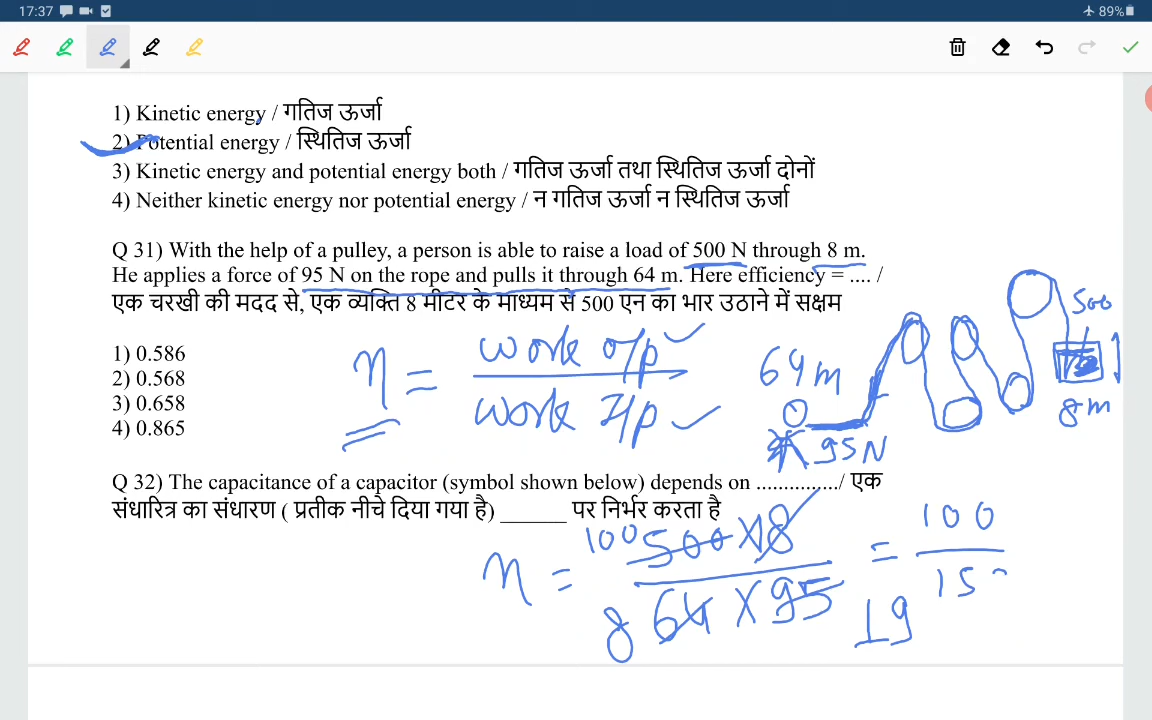 17:37 89%
1) Kinetic energy / गतिज ऊर्जा
2) Potential energy / स्थितिज ऊर्जा
3) Kinetic energy and potential energy both / गतिज ऊर्जा तथा स्थितिज ऊर्जा दोनों
4) Neither kinetic energy nor potential energy / न गतिज ऊर्जा न स्थितिज ऊर्जा
Q 31) With the help of a pulley, a person is able to raise a load of 500 N through 8 m.
He applies a force of 95 N on the rope and pulls it through 64 m. Here efficiency = .... /
एक चरखी की मदद से, एक व्यक्ति 8 मीटर के माध्यम से 500 एन का भार उठाने में सक्षम
500
1) 0.586
2) 0.568
3) 0.658
4) 0.865
η = work o/p
work I/p
64 m
8 m
95 N
Q 32) The capacitance of a capacitor (symbol shown below) depends on .............../ एक
संधारित्र का संधारण ( प्रतीक नीचे दिया गया है) ______ पर निर्भर करता है
η = 100 500 × 8 = 100
8 64 × 95 19 15